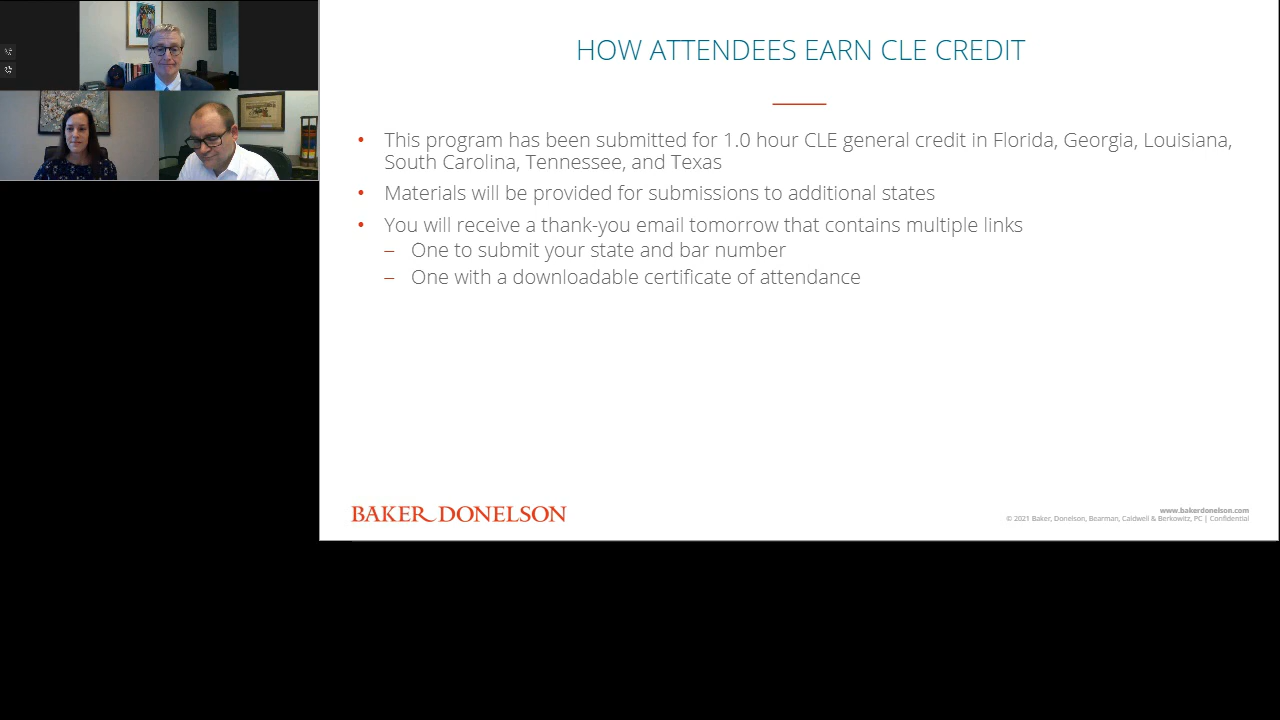 HOW ATTENDEES EARN CLE CREDIT
• This program has been submitted for 1.0 hour CLE general credit in Florida, Georgia, Louisiana,
South Carolina, Tennessee, and Texas
• Materials will be provided for submissions to additional states
• You will receive a thank-you email tomorrow that contains multiple links
– One to submit your state and bar number
– One with a downloadable certificate of attendance
BAKER DONELSON
www.bakerdonelson.com
© 2021 Baker, Donelson, Bearman, Caldwell & Berkowitz, PC | Confidential